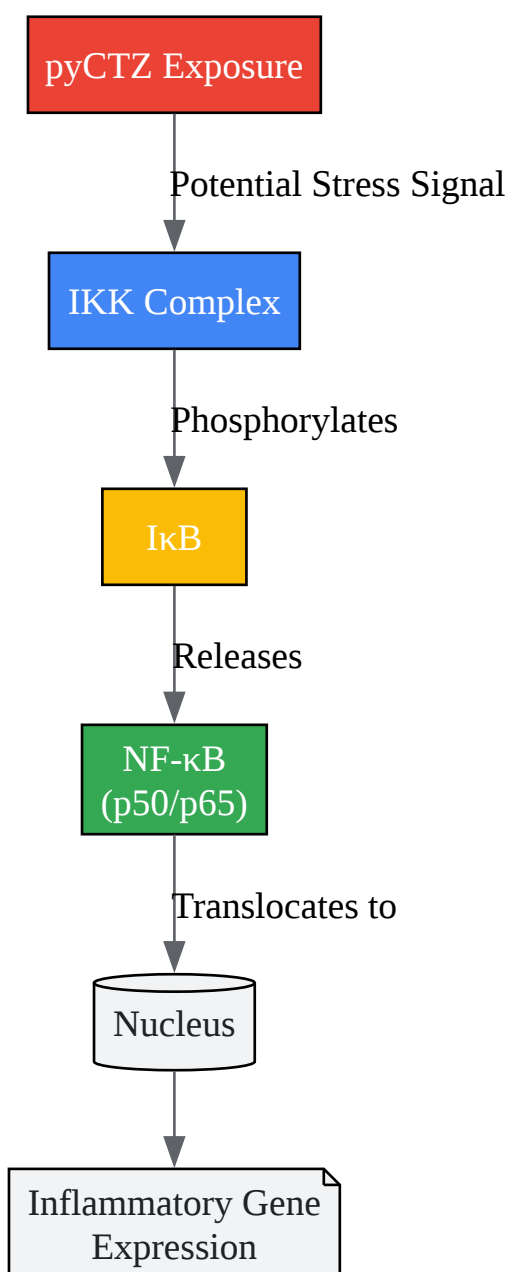 pyCTZ Exposure
Potential Stress Signal
IKK Complex
Phosphorylates
IκB
Releases
NF-κB
(p50/p65)
Translocates to
Nucleus
Inflammatory Gene
Expression